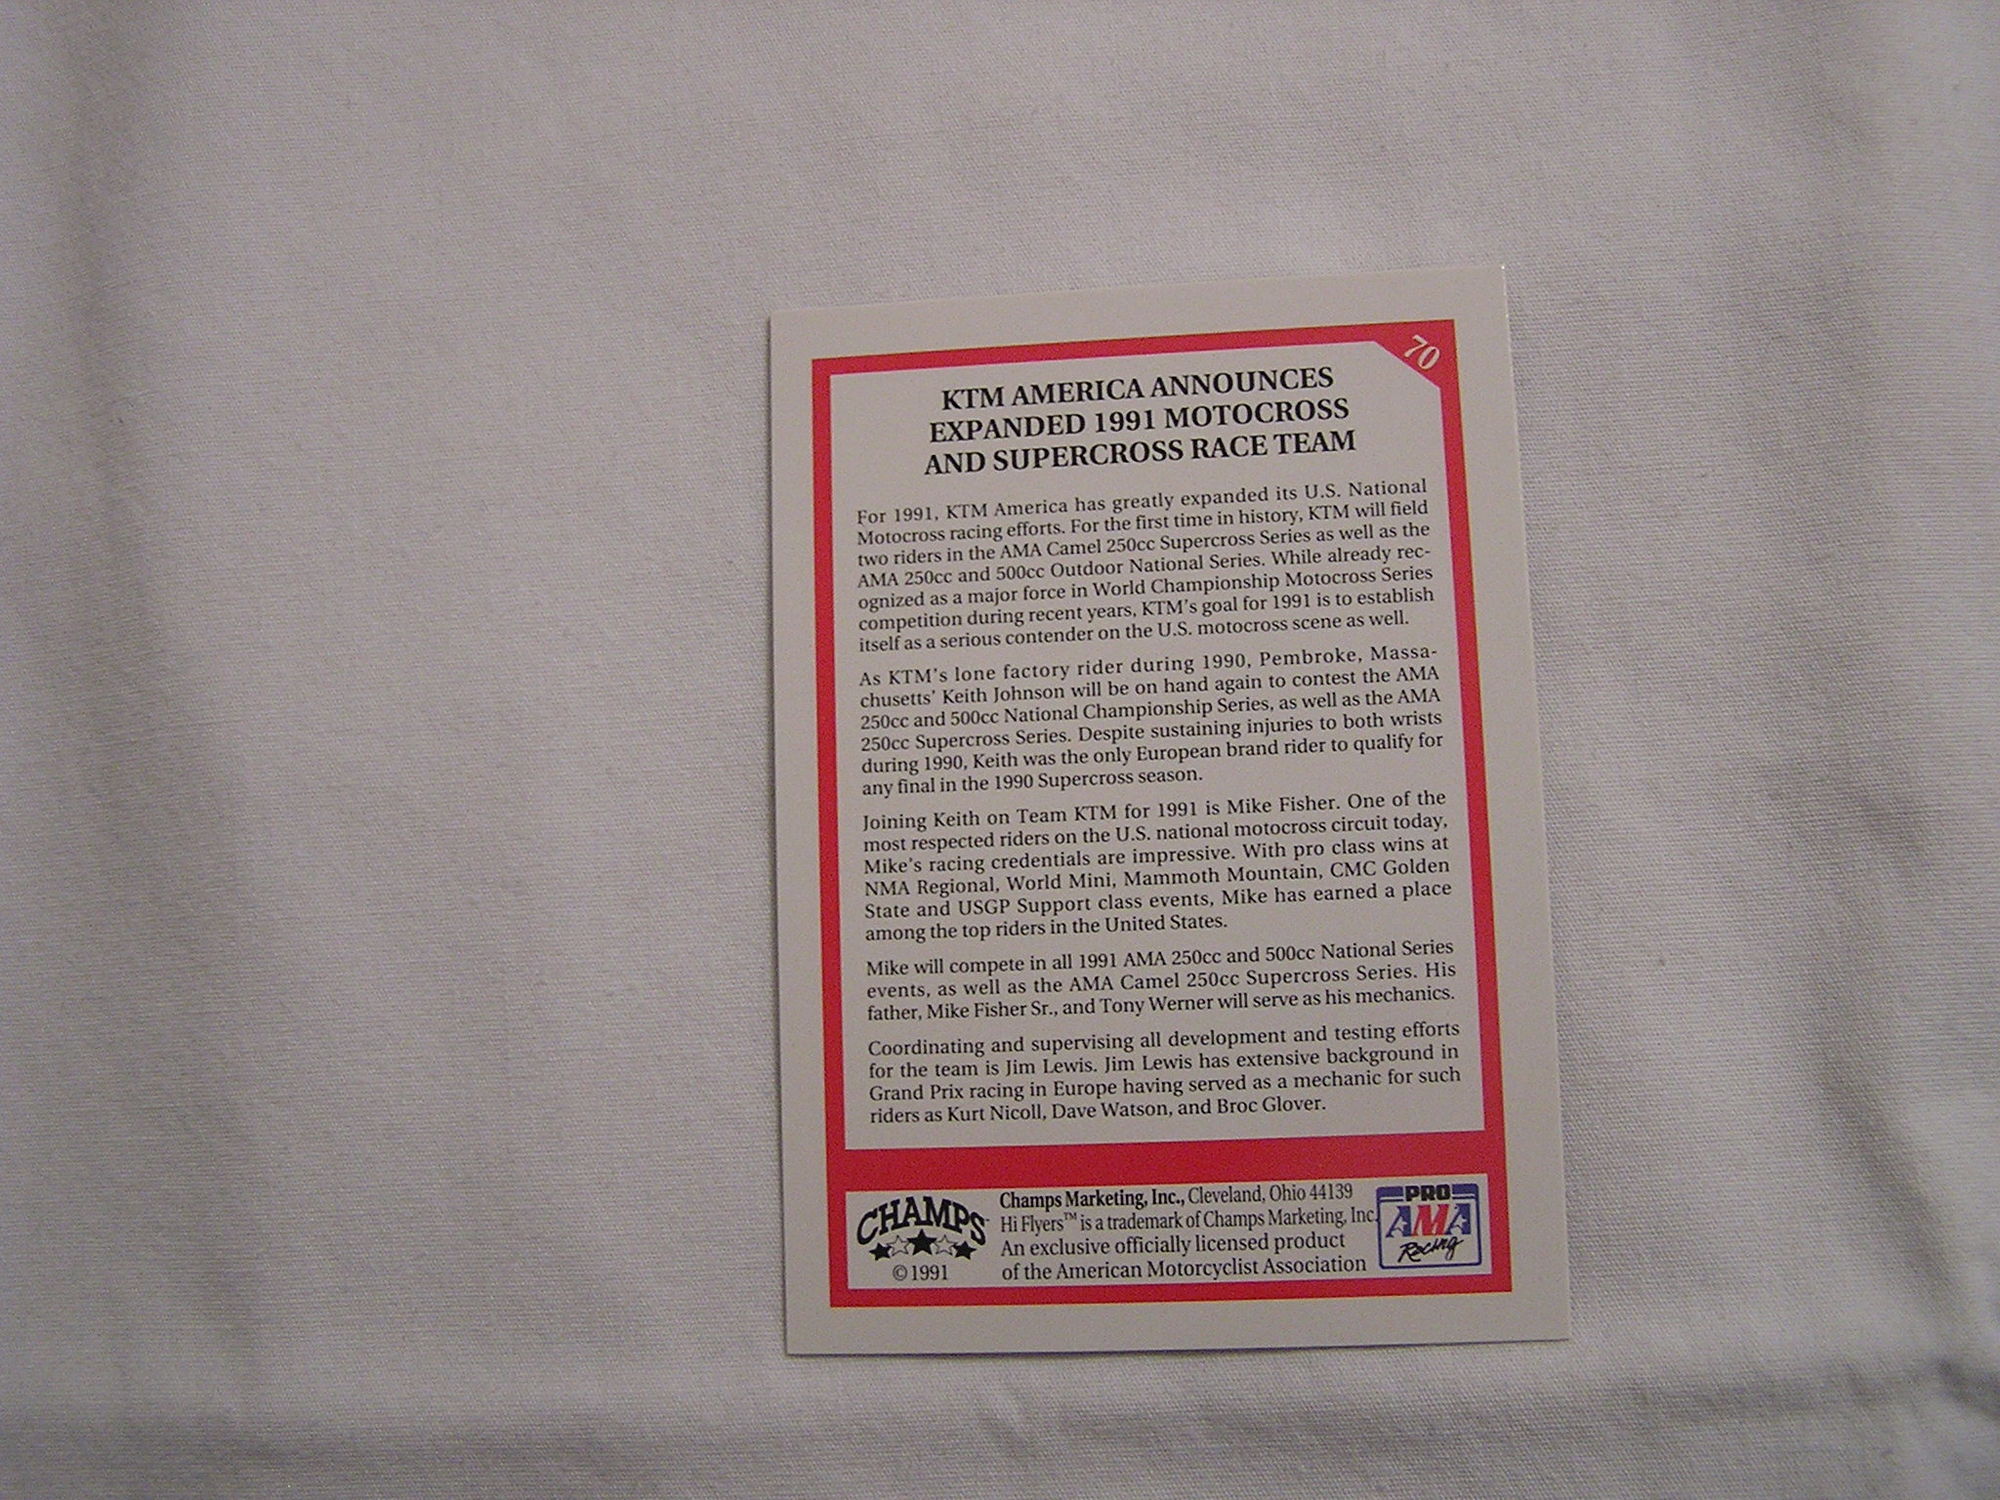 70
KTM AMERICA ANNOUNCES
EXPANDED 1991 MOTOCROSS
AND SUPERCROSS RACE TEAM
For 1991, KTM America has greatly expanded its U.S. National
Motocross racing efforts. For the first time in history, KTM will field
two riders in the AMA Camel 250cc Supercross Series as well as the
AMA 250cc and 500cc Outdoor National Series. While already rec-
ognized as a major force in World Championship Motocross Series
competition during recent years, KTM's goal for 1991 is to establish
itself as a serious contender on the U.S. motocross scene as well.
As KTM's lone factory rider during 1990, Pembroke, Massa-
chusetts' Keith Johnson will be on hand again to contest the AMA
250cc and 500cc National Championship Series, as well as the AMA
250cc Supercross Series. Despite sustaining injuries to both wrists
during 1990, Keith was the only European brand rider to qualify for
any final in the 1990 Supercross season.
Joining Keith on Team KTM for 1991 is Mike Fisher. One of the
most respected riders on the U.S. national motocross circuit today,
Mike's racing credentials are impressive. With pro class wins at
NMA Regional, World Mini, Mammoth Mountain, CMC Golden
State and USGP Support class events, Mike has earned a place
among the top riders in the United States.
Mike will compete in all 1991 AMA 250cc and 500cc National Series
events, as well as the AMA Camel 250cc Supercross Series. His
father, Mike Fisher Sr., and Tony Werner will serve as his mechanics.
Coordinating and supervising all development and testing efforts
for the team is Jim Lewis. Jim Lewis has extensive background in
Grand Prix racing in Europe having served as a mechanic for such
riders as Kurt Nicoll, Dave Watson, and Broc Glover.
CHAMPS
©1991
Champs Marketing, Inc., Cleveland, Ohio 44139
Hi Flyers™ is a trademark of Champs Marketing, Inc.
An exclusive officially licensed product
of the American Motorcyclist Association
PRO
AMA
Racing